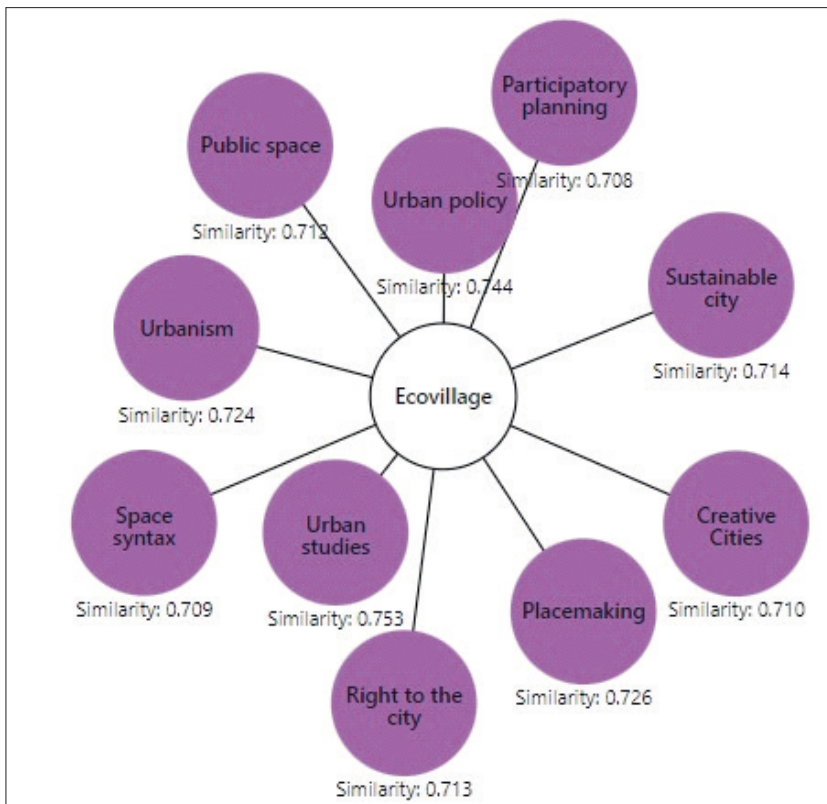 Participatory
planning
Similarity: 0.708
Public space
Similarity: 0.712
Urban policy
Similarity: 0.744
Sustainable
city
Similarity: 0.714
Urbanism
Similarity: 0.724
Ecovillage
Space
syntax
Similarity: 0.709
Urban
studies
Similarity: 0.753
Creative
Cities
Similarity: 0.710
Placemaking
Similarity: 0.726
Right to the
city
Similarity: 0.713